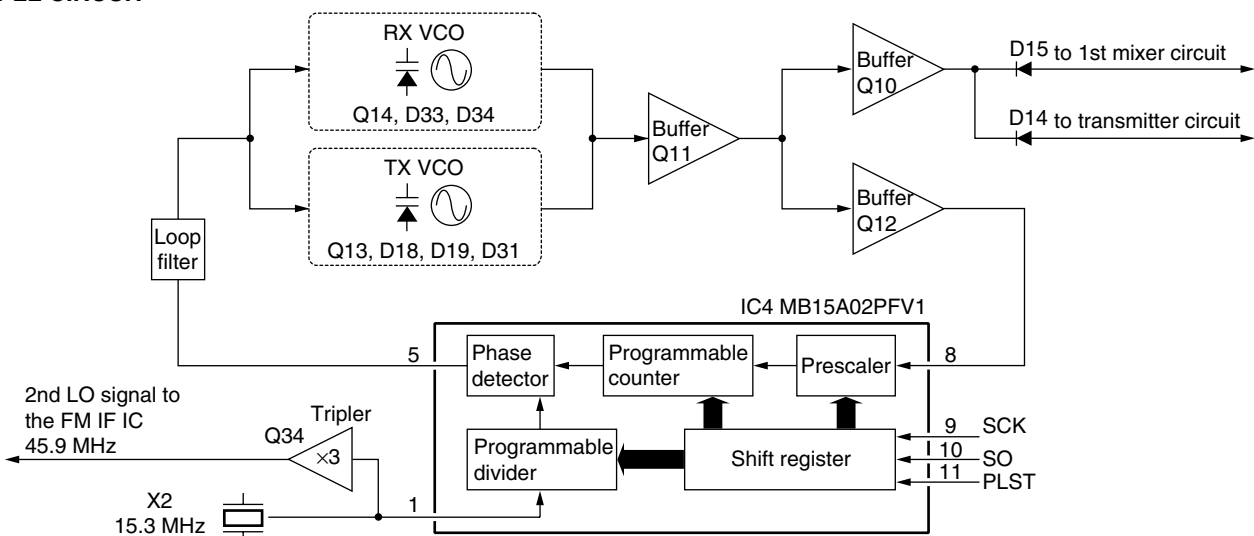 PLL CIRCUIT
RX VCO
Q14, D33, D34
TX VCO
Q13, D18, D19, D31
Loop
filter
Buffer
Q11
Buffer
Q10
Buffer
Q12
D15 to 1st mixer circuit
D14 to transmitter circuit
IC4 MB15A02PFV1
5
Phase
detector
Programmable
counter
Prescaler
8
2nd LO signal to
the FM IF IC
45.9 MHz
Tripler
Q34
×3
Programmable
divider
Shift register
9 SCK
10 SO
11 PLST
X2
15.3 MHz
1